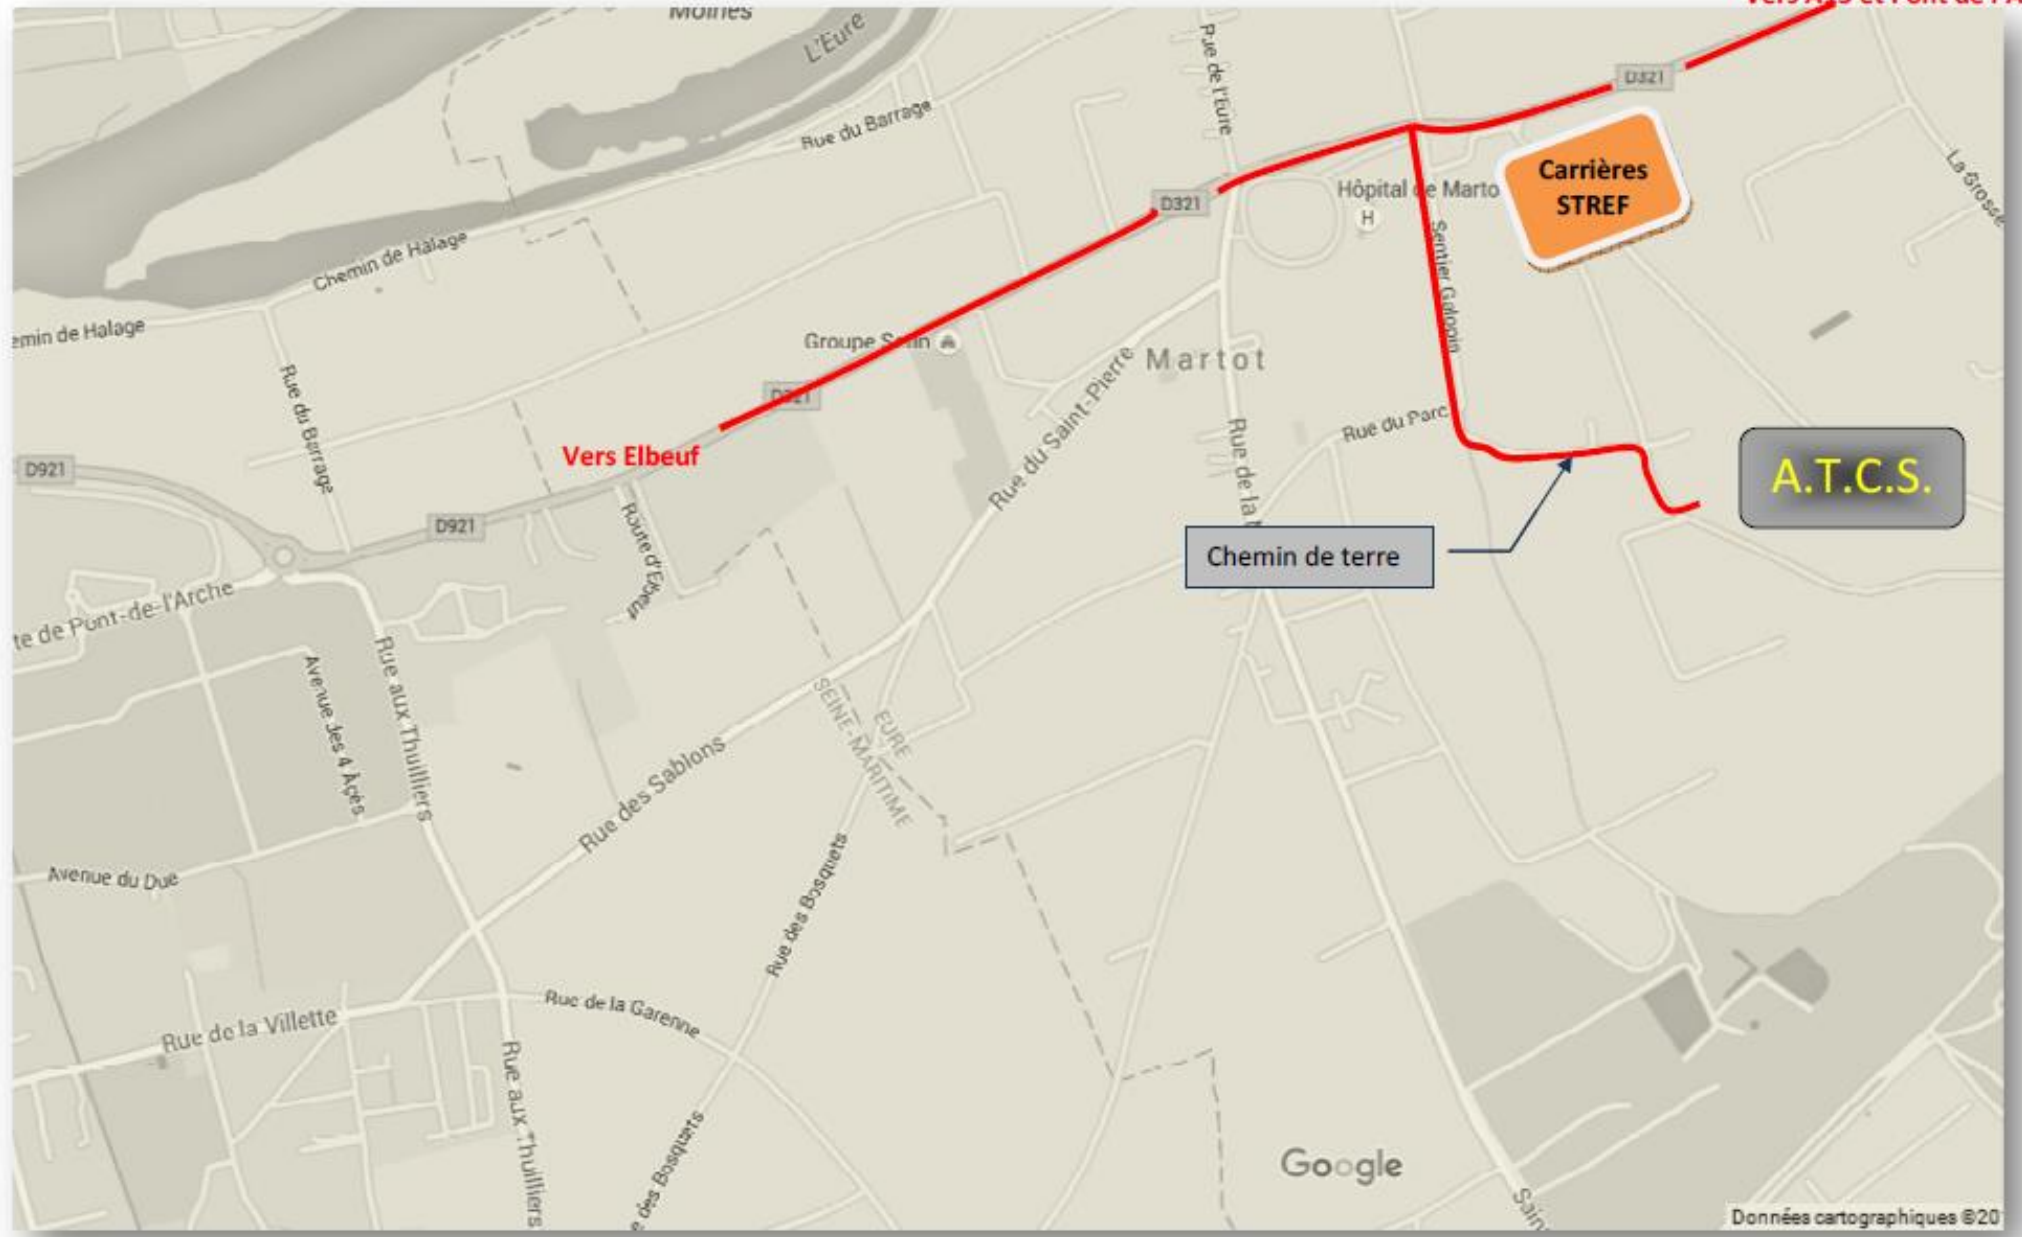 Moines
L'Eure
Rue de l'Eure
D321
Rue du Barrage
Carrières
STREF
La Grosse
Hôpital de Marto
H
D321
Sentier Galopin
Chemin de Halage
emin de Halage
Groupe
Martot
D321
Rue du Saint-Pierre
Rue du Barrage
Rue du Parc
Vers Elbeuf
Rue de la
D921
A.T.C.S.
D921
Route d'Elbeuf
Chemin de terre
te de Pont-de-l'Arche
Rue aux Thuilliers
Avenue des 4 Ages
SEINE-MARITIME
EURE
Rue des Sablons
Avenue du Duc
Rue des Bosquets
Rue de la Garenne
Rue de la Villette
Rue aux Thuilliers
e des Bosquets
Google
Sain
Données cartographiques ©20